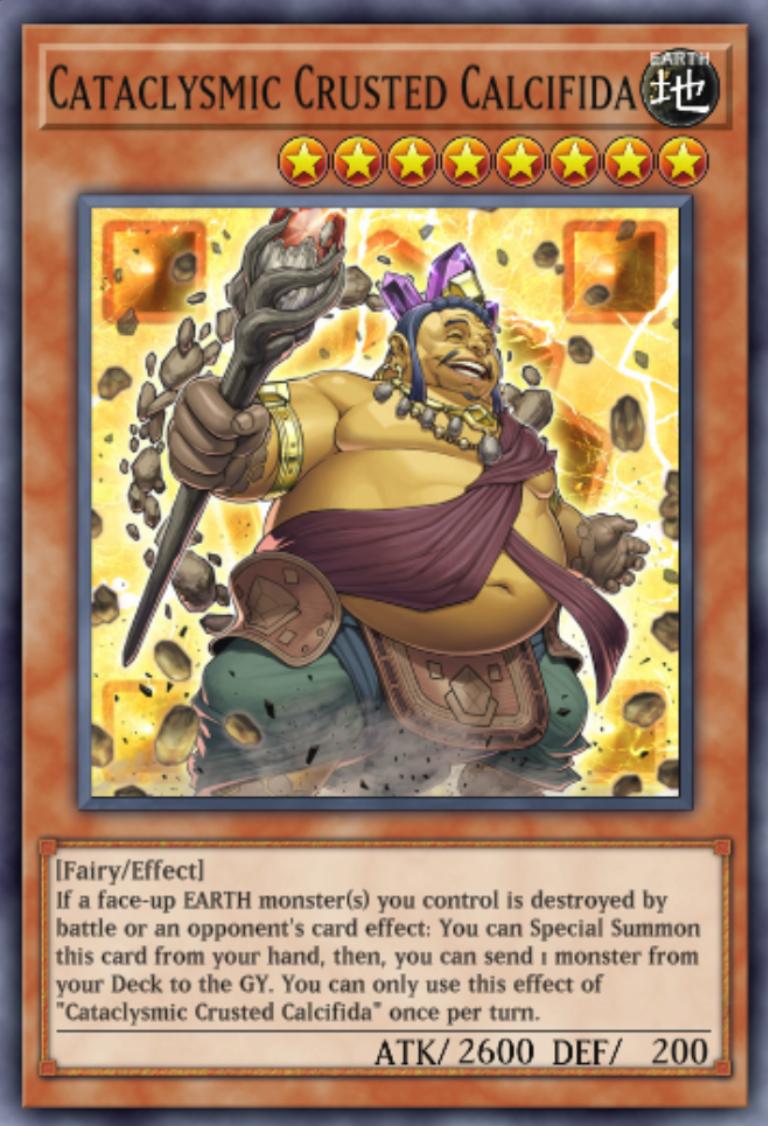 CATACLYSMIC CRUSTED CALCIFIDA
EARTH
地
[Fairy/Effect]
If a face-up EARTH monster(s) you control is destroyed by
battle or an opponent's card effect: You can Special Summon
this card from your hand, then, you can send 1 monster from
your Deck to the GY. You can only use this effect of
"Cataclysmic Crusted Calcifida" once per turn.
ATK/ 2600 DEF/ 200